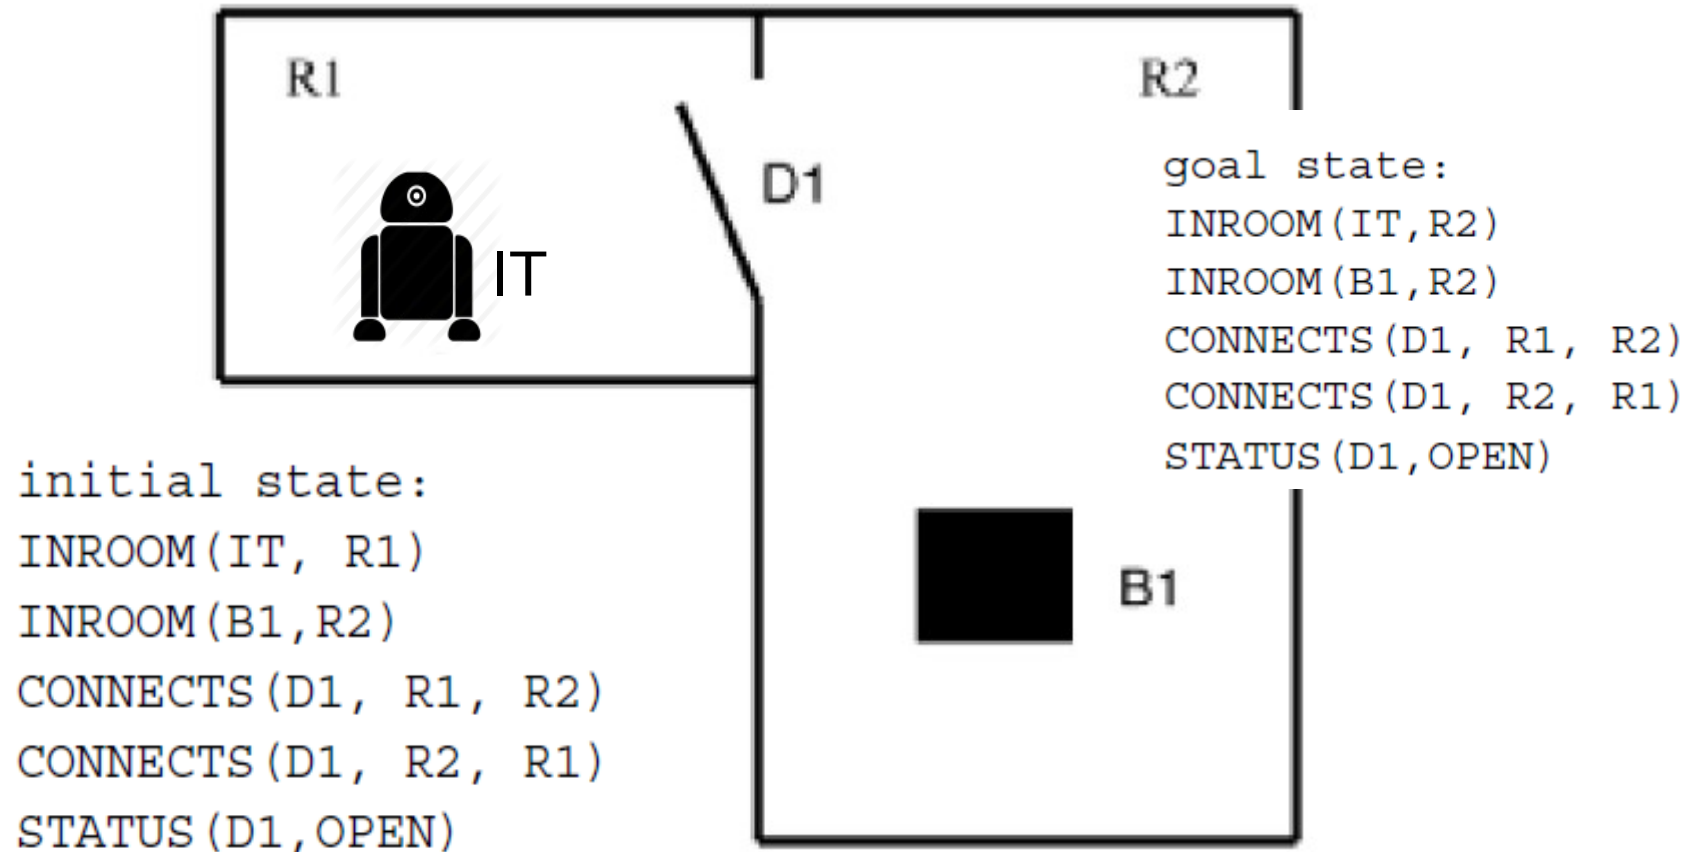 R1
R2
D1
IT
goal state:
INROOM(IT,R2)
INROOM(B1,R2)
CONNECTS(D1, R1, R2)
CONNECTS(D1, R2, R1)
STATUS(D1,OPEN)
initial state:
INROOM(IT, R1)
INROOM(B1,R2)
CONNECTS(D1, R1, R2)
CONNECTS(D1, R2, R1)
STATUS(D1,OPEN)
B1